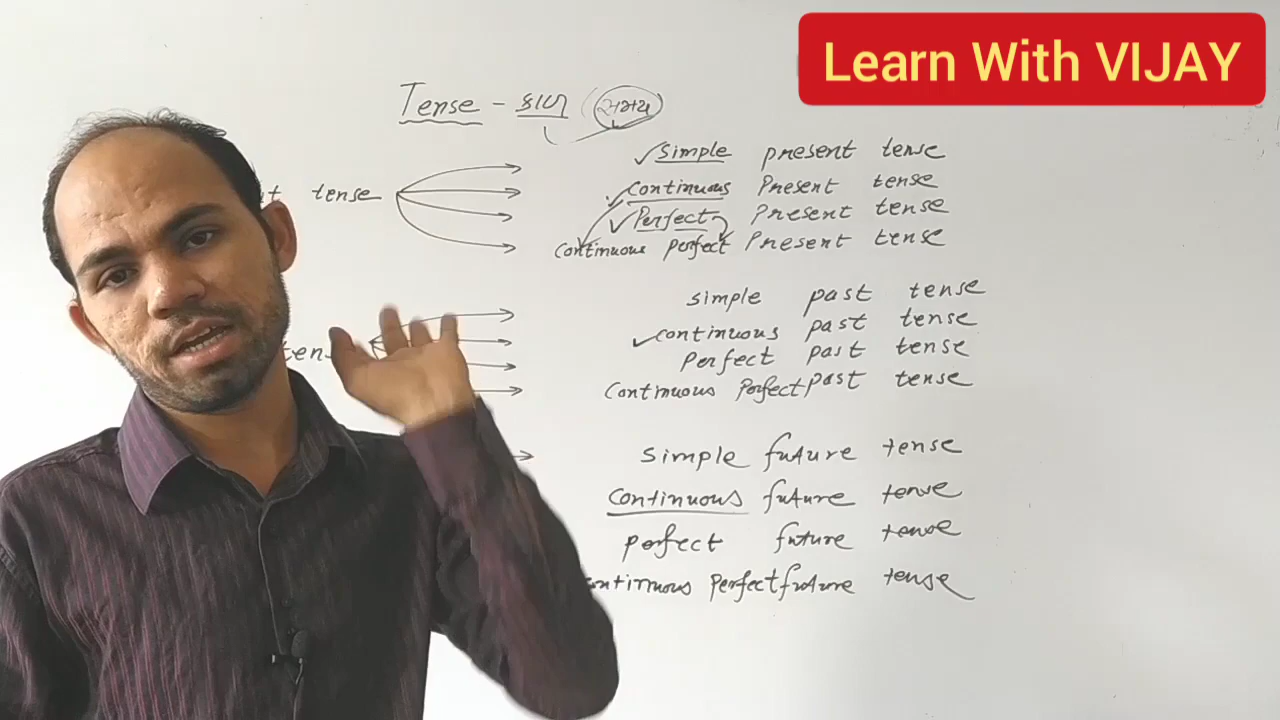 Learn With VIJAY
Tense - કાળ (સમય)
Simple present tense
tense
Continuous Present tense
Perfect Present tense
Continuous Perfect Present tense
Simple past tense
Continuous past tense
tens
Perfect past tense
Continuous Perfect past tense
Simple future tense
Continuous future tense
Perfect future tense
Perfect future tense